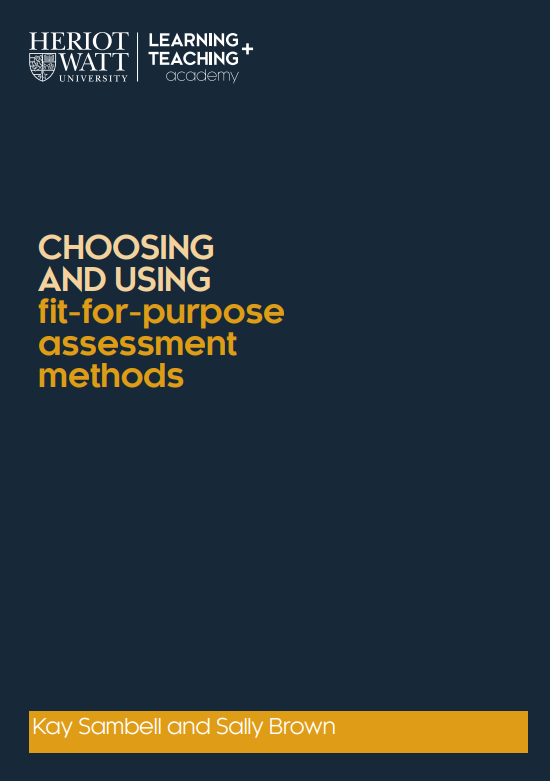 HERIOT
WATT
UNIVERSITY
LEARNING +
TEACHING
academy
CHOOSING
AND USING
fit-for-purpose
assessment
methods
Kay Sambell and Sally Brown